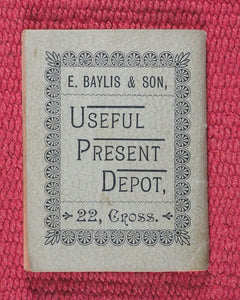 E. BAYLIS & SON,
USEFUL
PRESENT
DEPOT,
22, Cross.